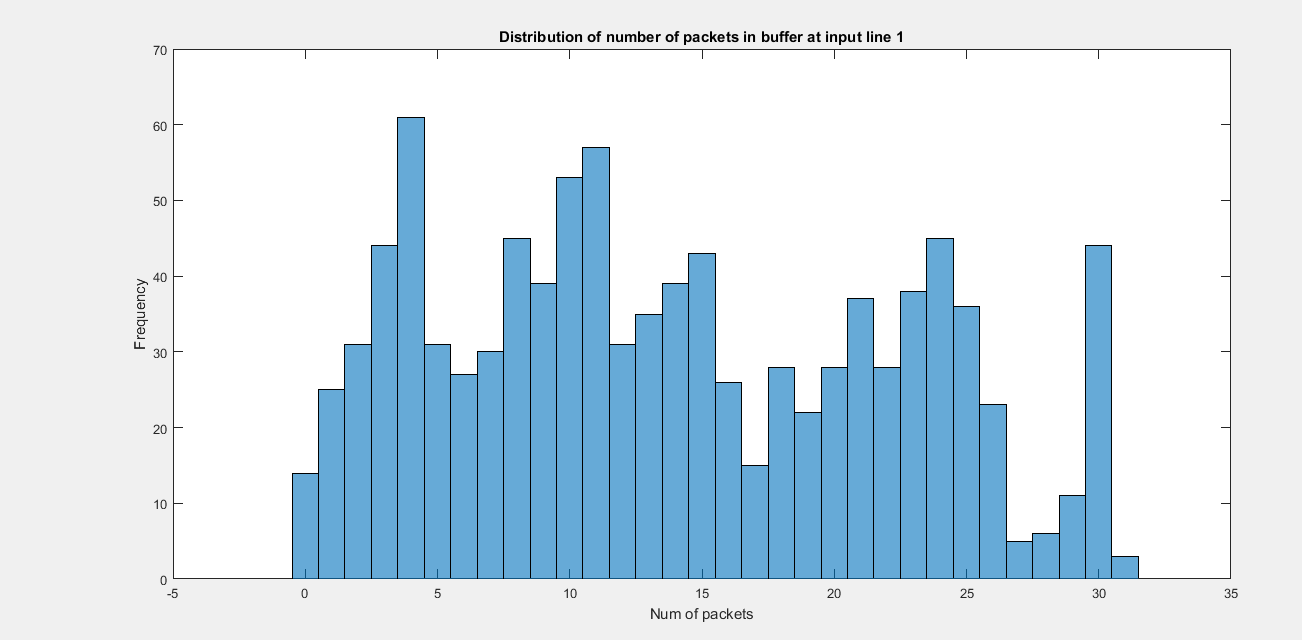 Distribution of number of packets in buffer at input line 1
70
60
50
40
30
20
10
0
Frequency
-5 0 5 10 15 20 25 30 35
Num of packets